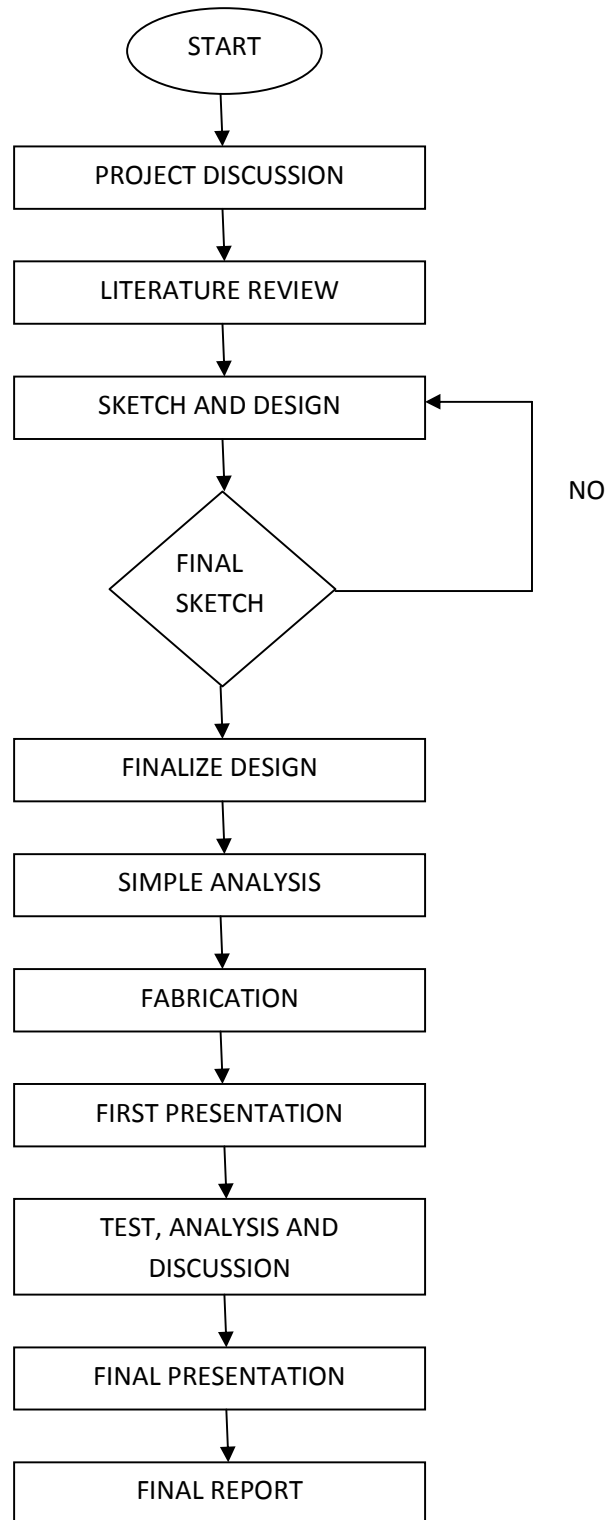 START
PROJECT DISCUSSION
LITERATURE REVIEW
SKETCH AND DESIGN
NO
FINAL
SKETCH
FINALIZE DESIGN
SIMPLE ANALYSIS
FABRICATION
FIRST PRESENTATION
TEST, ANALYSIS AND
DISCUSSION
FINAL PRESENTATION
FINAL REPORT